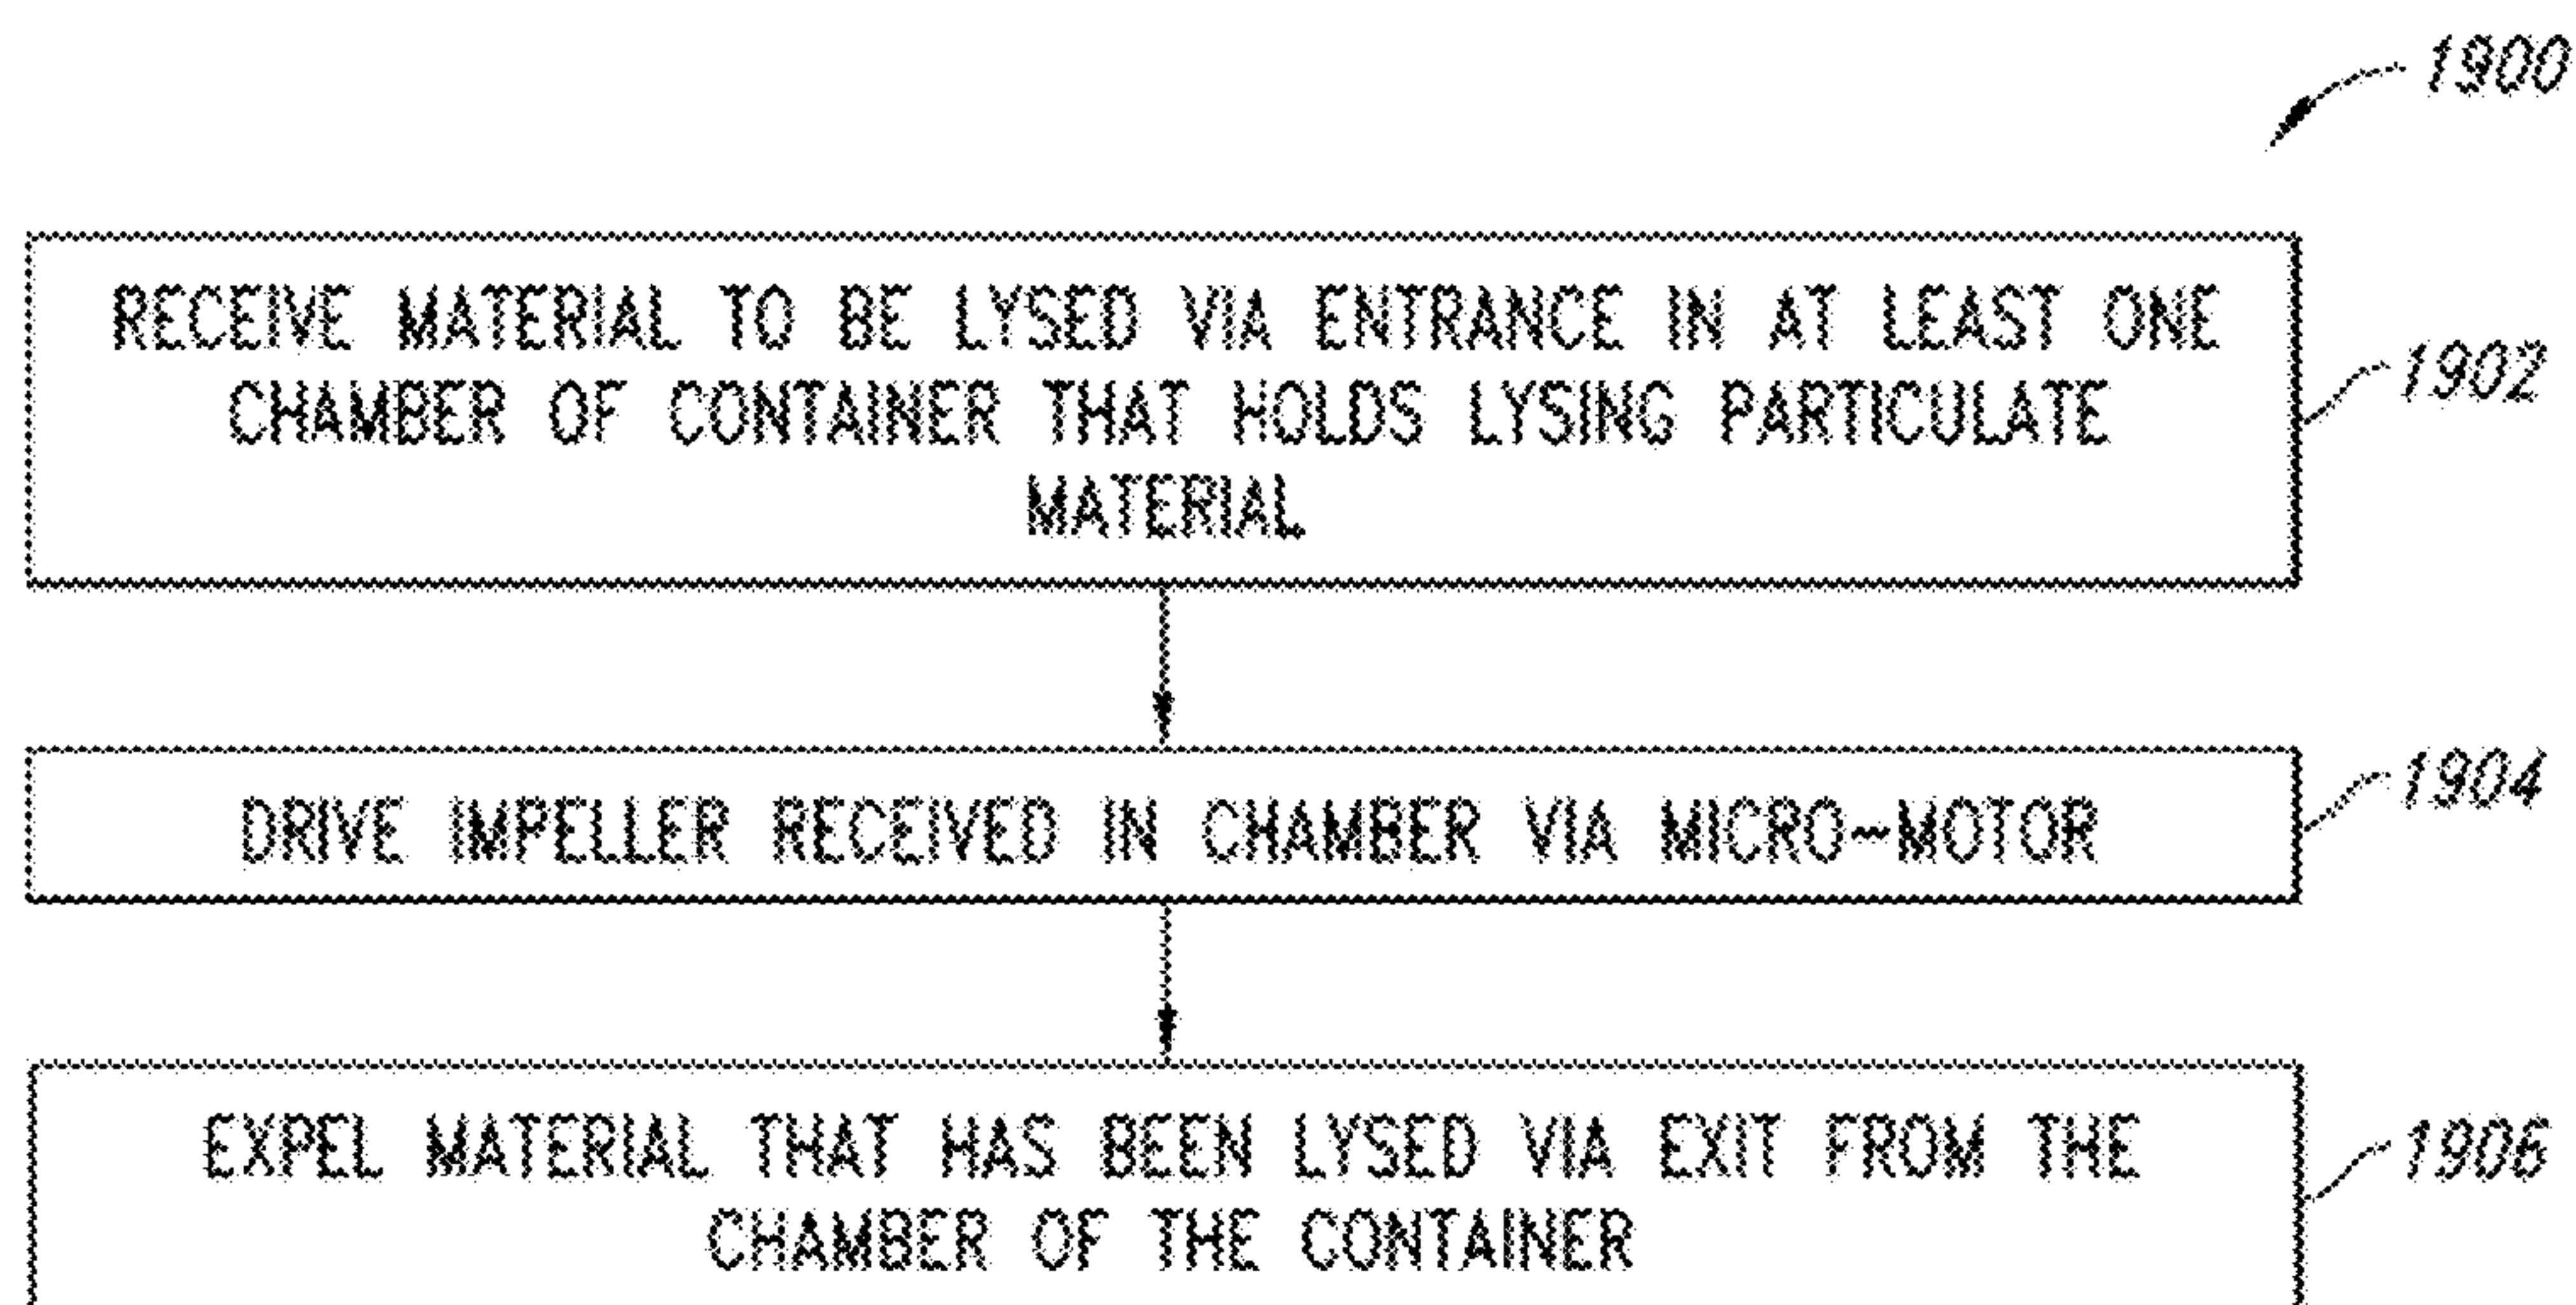 1900
RECEIVE MATERIAL TO BE LYSED VIA ENTRANCE IN AT LEAST ONE
CHAMBER OF CONTAINER THAT HOLDS LYSING PARTICULATE
MATERIAL
1902
DRIVE IMPELLER RECEIVED IN CHAMBER VIA MICRO-MOTOR
1904
EXPEL MATERIAL THAT HAS BEEN LYSED VIA EXIT FROM THE
CHAMBER OF THE CONTAINER
1906